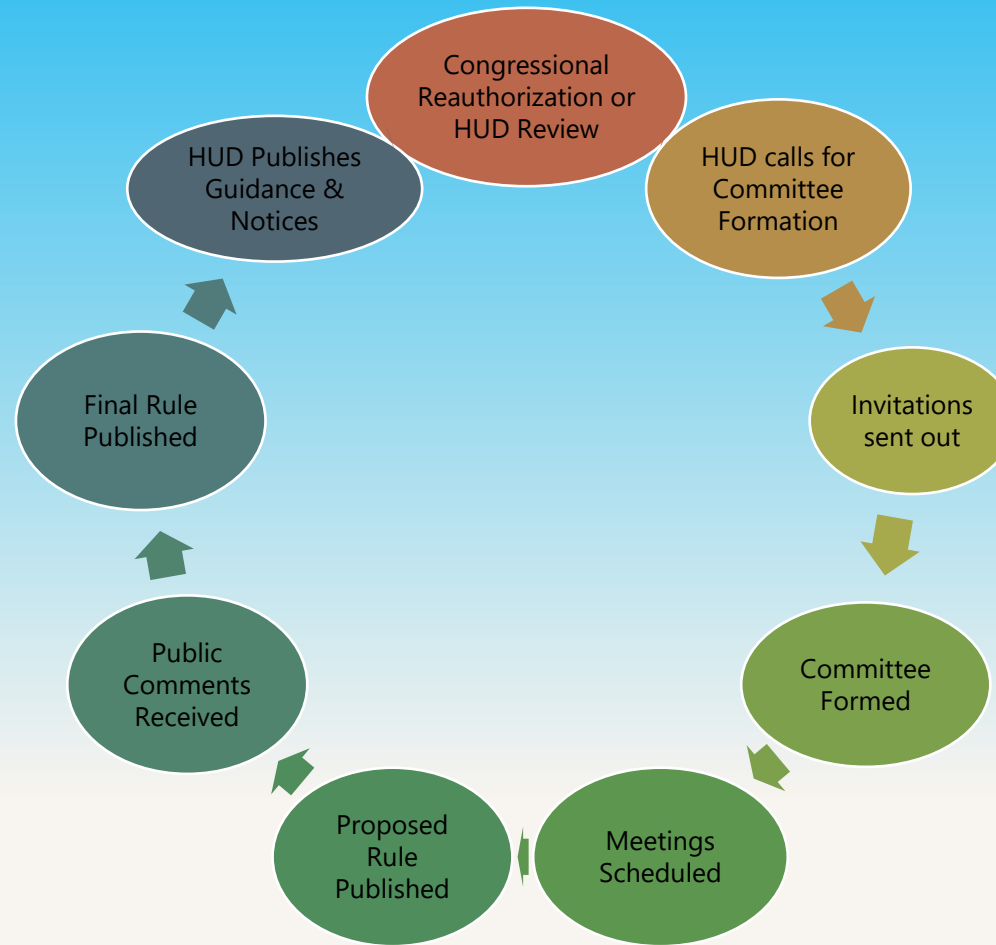 Congressional
Reauthorization or
HUD Review
HUD calls for
Committee
Formation
Invitations
sent out
Committee
Formed
Meetings
Scheduled
Proposed
Rule
Published
Public
Comments
Received
Final Rule
Published
HUD Publishes
Guidance &
Notices